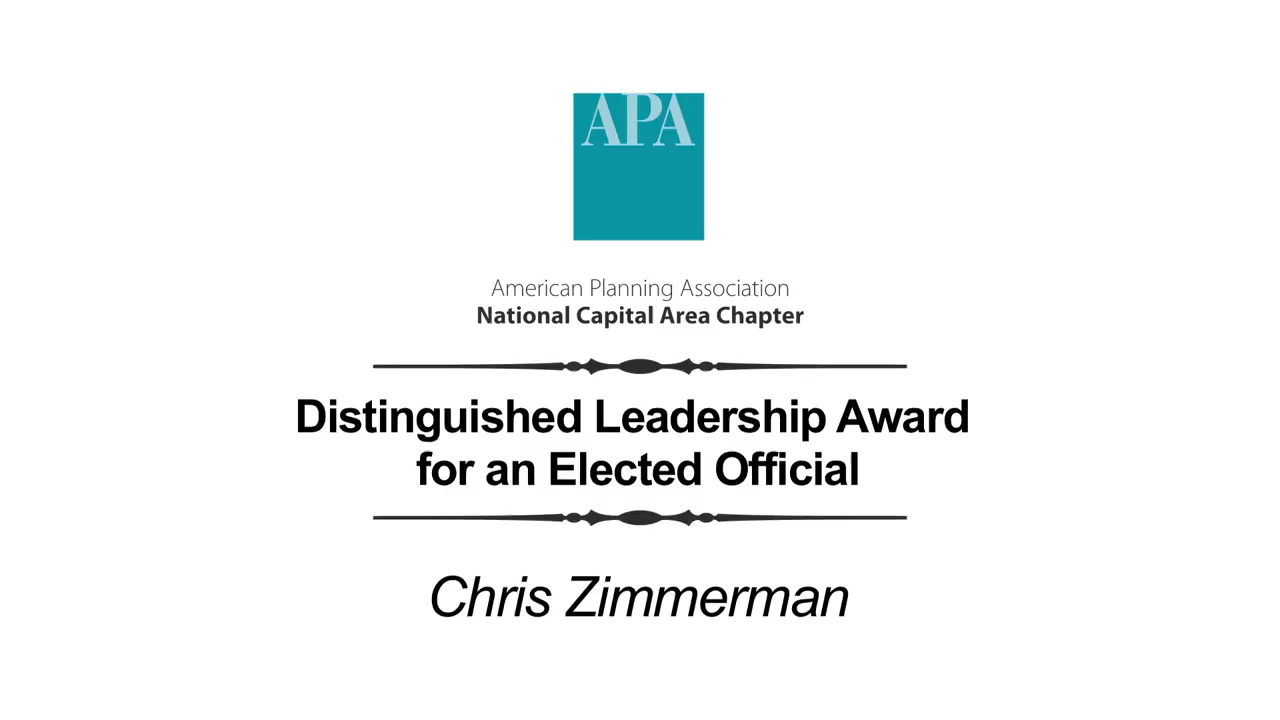 APA
American Planning Association
National Capital Area Chapter
Distinguished Leadership Award
for an Elected Official
Chris Zimmerman